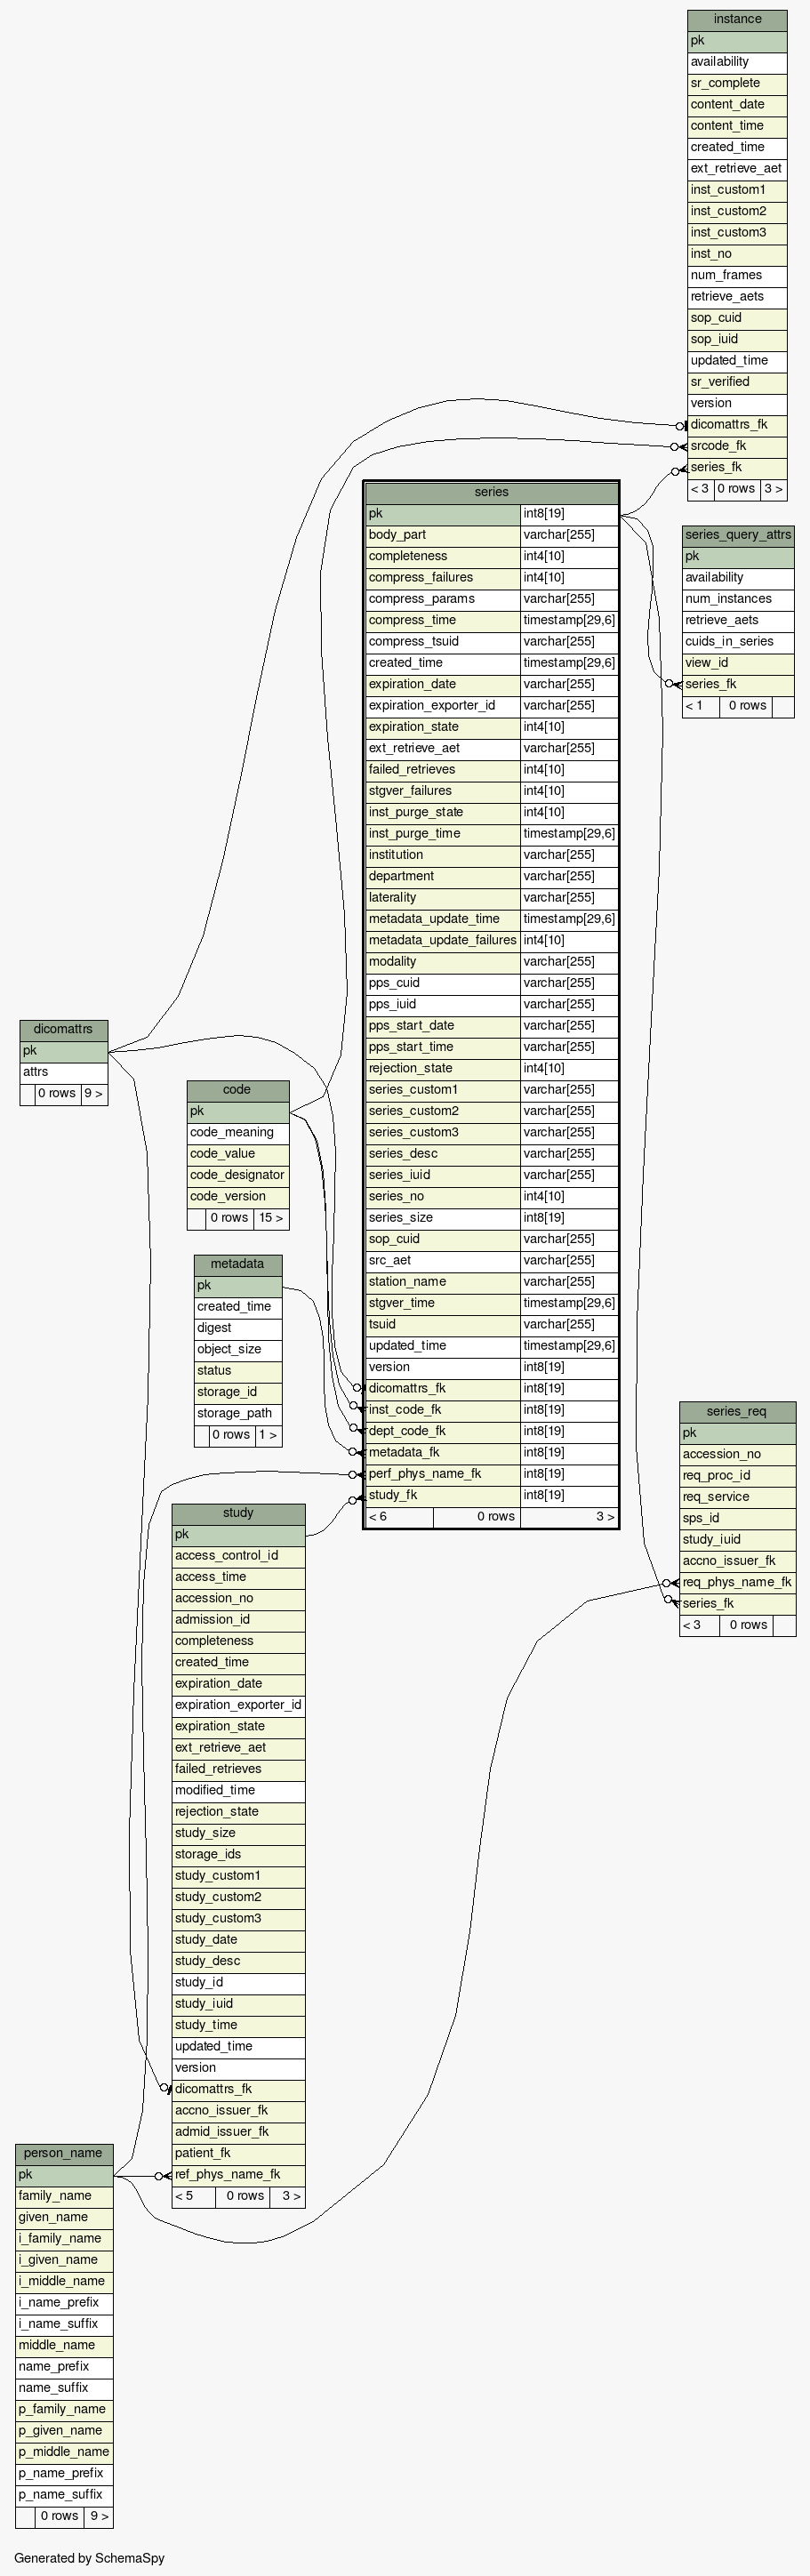 instance
pk
availability
sr_complete
content_date
content_time
created_time
ext_retrieve_aet
inst_custom1
inst_custom2
inst_custom3
inst_no
num_frames
retrieve_aets
sop_cuid
sop_iuid
updated_time
sr_verified
version
dicomattrs_fk
srcode_fk
series_fk
< 3 0 rows 3 >
series
pk int8[19]
body_part varchar[255]
completeness int4[10]
compress_failures int4[10]
compress_params varchar[255]
compress_time timestamp[29,6]
compress_tsuid varchar[255]
created_time timestamp[29,6]
expiration_date varchar[255]
expiration_exporter_id varchar[255]
expiration_state int4[10]
ext_retrieve_aet varchar[255]
failed_retrieves int4[10]
stgver_failures int4[10]
inst_purge_state int4[10]
inst_purge_time timestamp[29,6]
institution varchar[255]
department varchar[255]
laterality varchar[255]
metadata_update_time timestamp[29,6]
metadata_update_failures int4[10]
modality varchar[255]
pps_cuid varchar[255]
pps_iuid varchar[255]
pps_start_date varchar[255]
pps_start_time varchar[255]
rejection_state int4[10]
series_custom1 varchar[255]
series_custom2 varchar[255]
series_custom3 varchar[255]
series_desc varchar[255]
series_iuid varchar[255]
series_no int4[10]
series_size int8[19]
sop_cuid varchar[255]
src_aet varchar[255]
station_name varchar[255]
stgver_time timestamp[29,6]
tsuid varchar[255]
updated_time timestamp[29,6]
version int8[19]
dicomattrs_fk int8[19]
inst_code_fk int8[19]
dept_code_fk int8[19]
metadata_fk int8[19]
perf_phys_name_fk int8[19]
study_fk int8[19]
< 6 0 rows 3 >
series_query_attrs
pk
availability
num_instances
retrieve_aets
cuids_in_series
view_id
series_fk
< 1 0 rows
dicomattrs
pk
attrs
0 rows 9 >
code
pk
code_meaning
code_value
code_designator
code_version
0 rows 15 >
metadata
pk
created_time
digest
object_size
status
storage_id
storage_path
0 rows 1 >
series_req
pk
accession_no
req_proc_id
req_service
sps_id
study_iuid
accno_issuer_fk
req_phys_name_fk
series_fk
< 3 0 rows
study
pk
access_control_id
access_time
accession_no
admission_id
completeness
created_time
expiration_date
expiration_exporter_id
expiration_state
ext_retrieve_aet
failed_retrieves
modified_time
rejection_state
study_size
storage_ids
study_custom1
study_custom2
study_custom3
study_date
study_desc
study_id
study_iuid
study_time
updated_time
version
dicomattrs_fk
accno_issuer_fk
admid_issuer_fk
patient_fk
ref_phys_name_fk
< 5 0 rows 3 >
person_name
pk
family_name
given_name
i_family_name
i_given_name
i_middle_name
i_name_prefix
i_name_suffix
middle_name
name_prefix
name_suffix
p_family_name
p_given_name
p_middle_name
p_name_prefix
p_name_suffix
0 rows 9 >
Generated by SchemaSpy